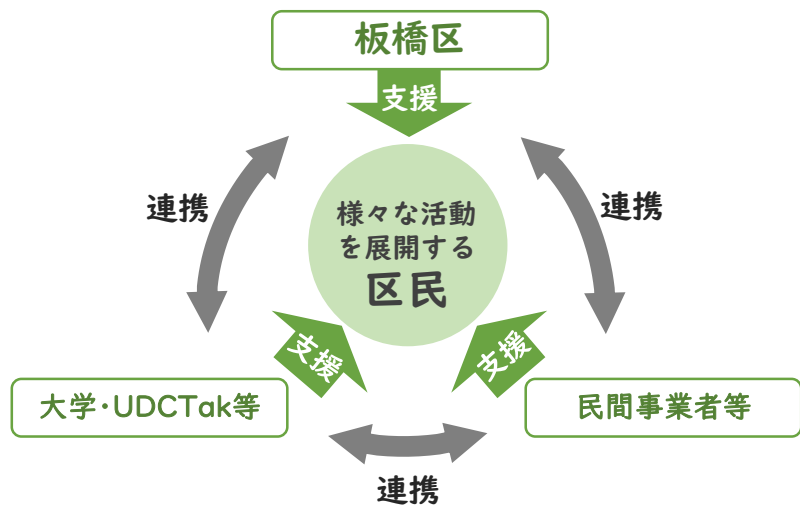 板橋区
支援
連携
連携
様々な活動
を展開する
区民
支援
支援
大学・UDCTak等
民間事業者等
連携